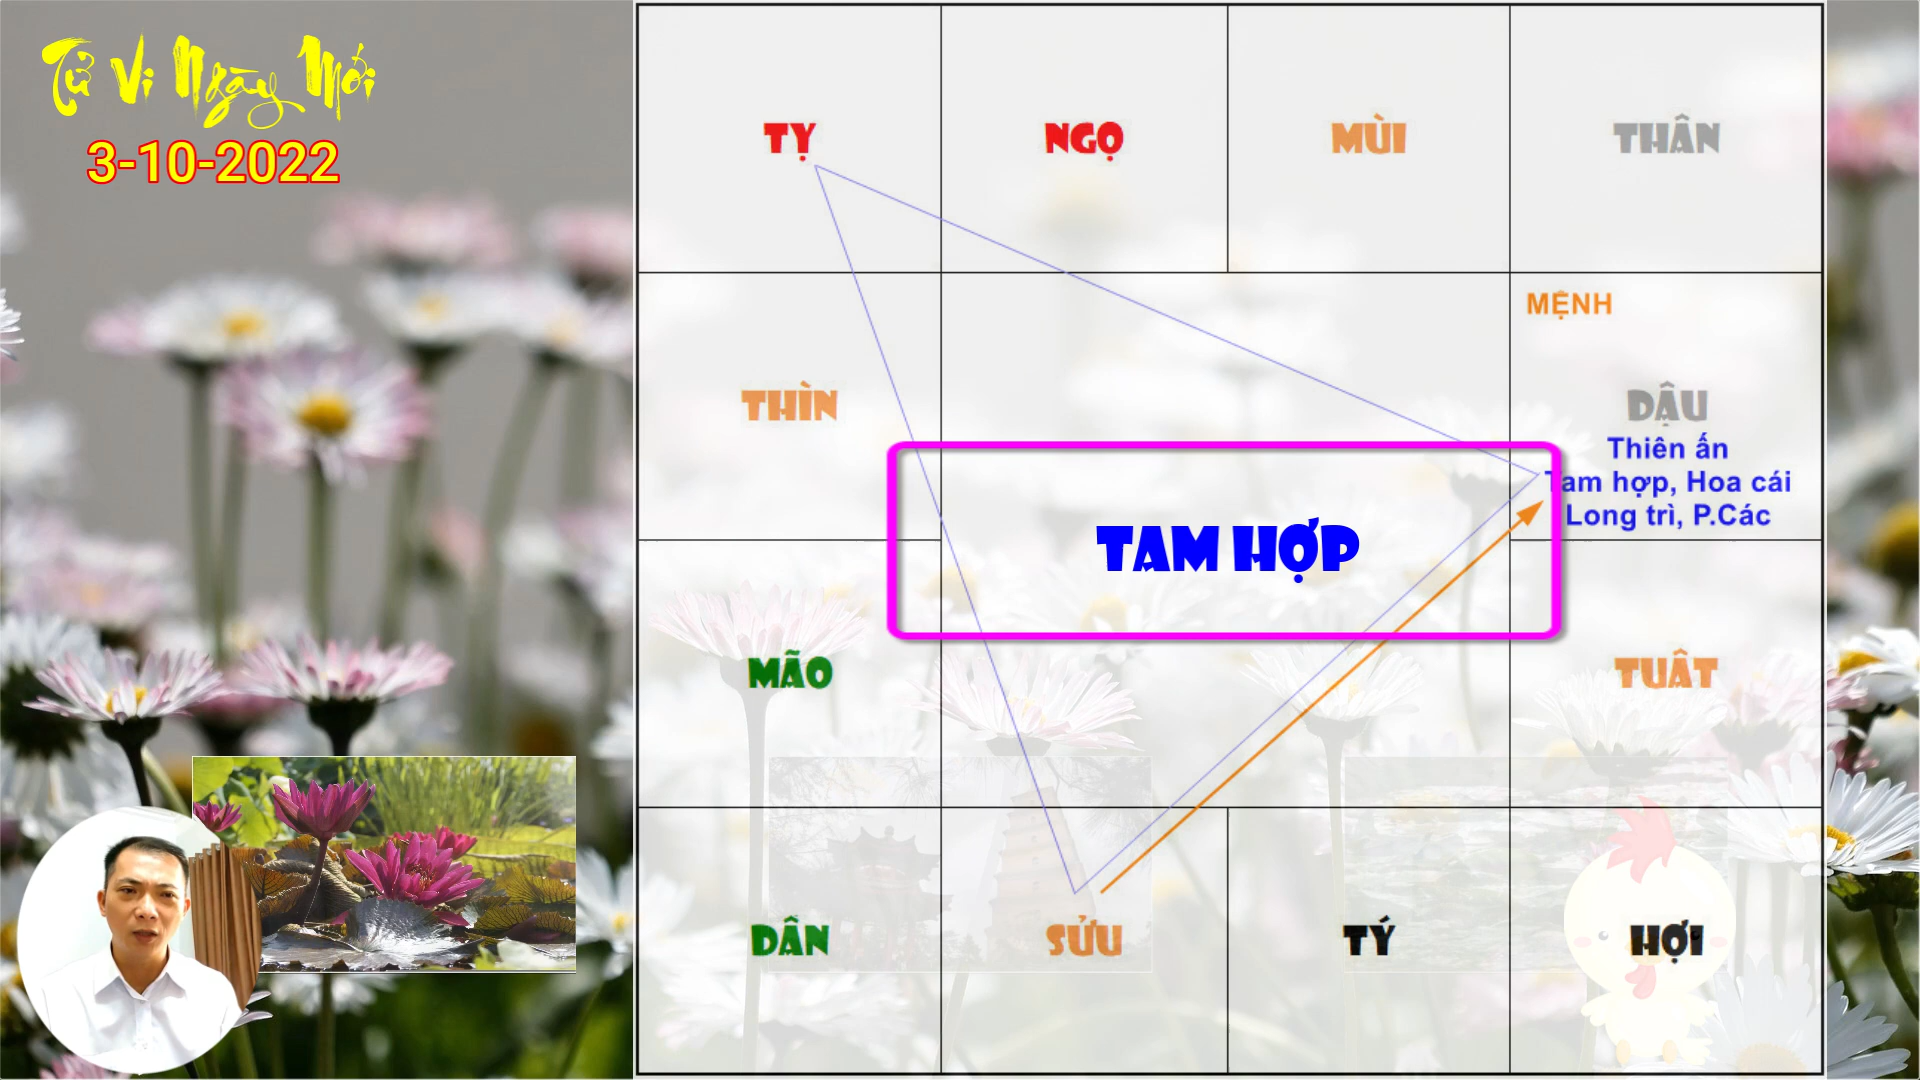 Tử Vi Ngày Mới
3-10-2022
TỴ
NGỌ
MÙI
THÂN
MỆNH
THÌN
DẬU
Thiên ấn
Tam hợp, Hoa cái
Long trì, P.Các
TAM HỢP
MÃO
TUẤT
DẦN
SỬU
TÝ
HỢI